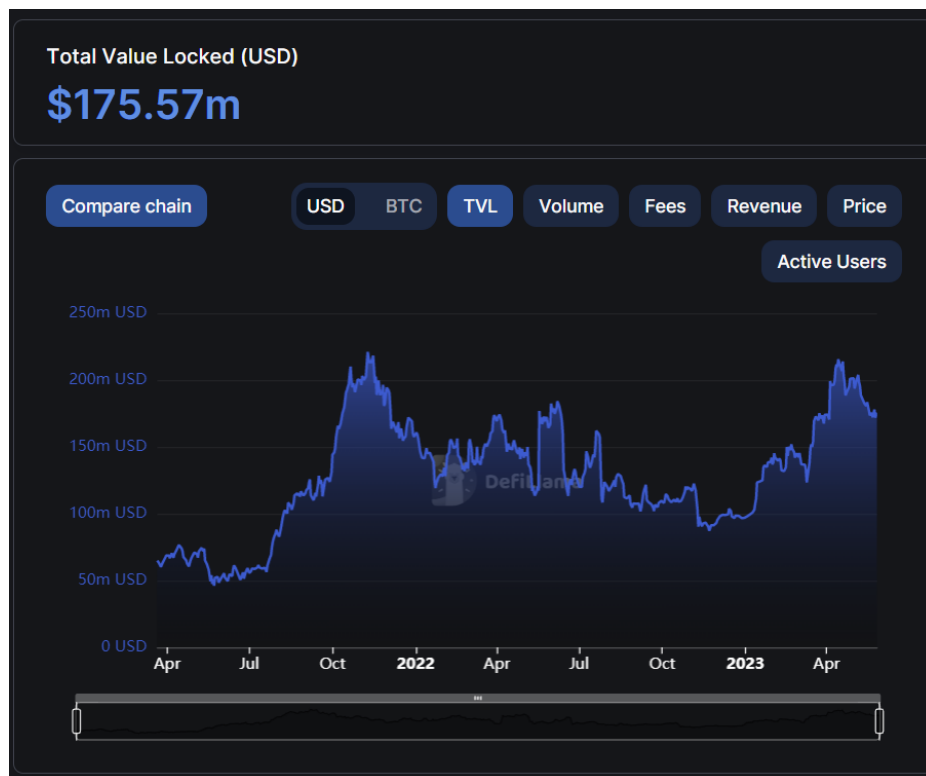 Total Value Locked (USD)
$175.57m
Compare chain
USD BTC TVL Volume Fees Revenue Price
Active Users
250m USD
200m USD
150m USD
100m USD
50m USD
0 USD
DefiLlama
Apr Jul Oct 2022 Apr Jul Oct 2023 Apr